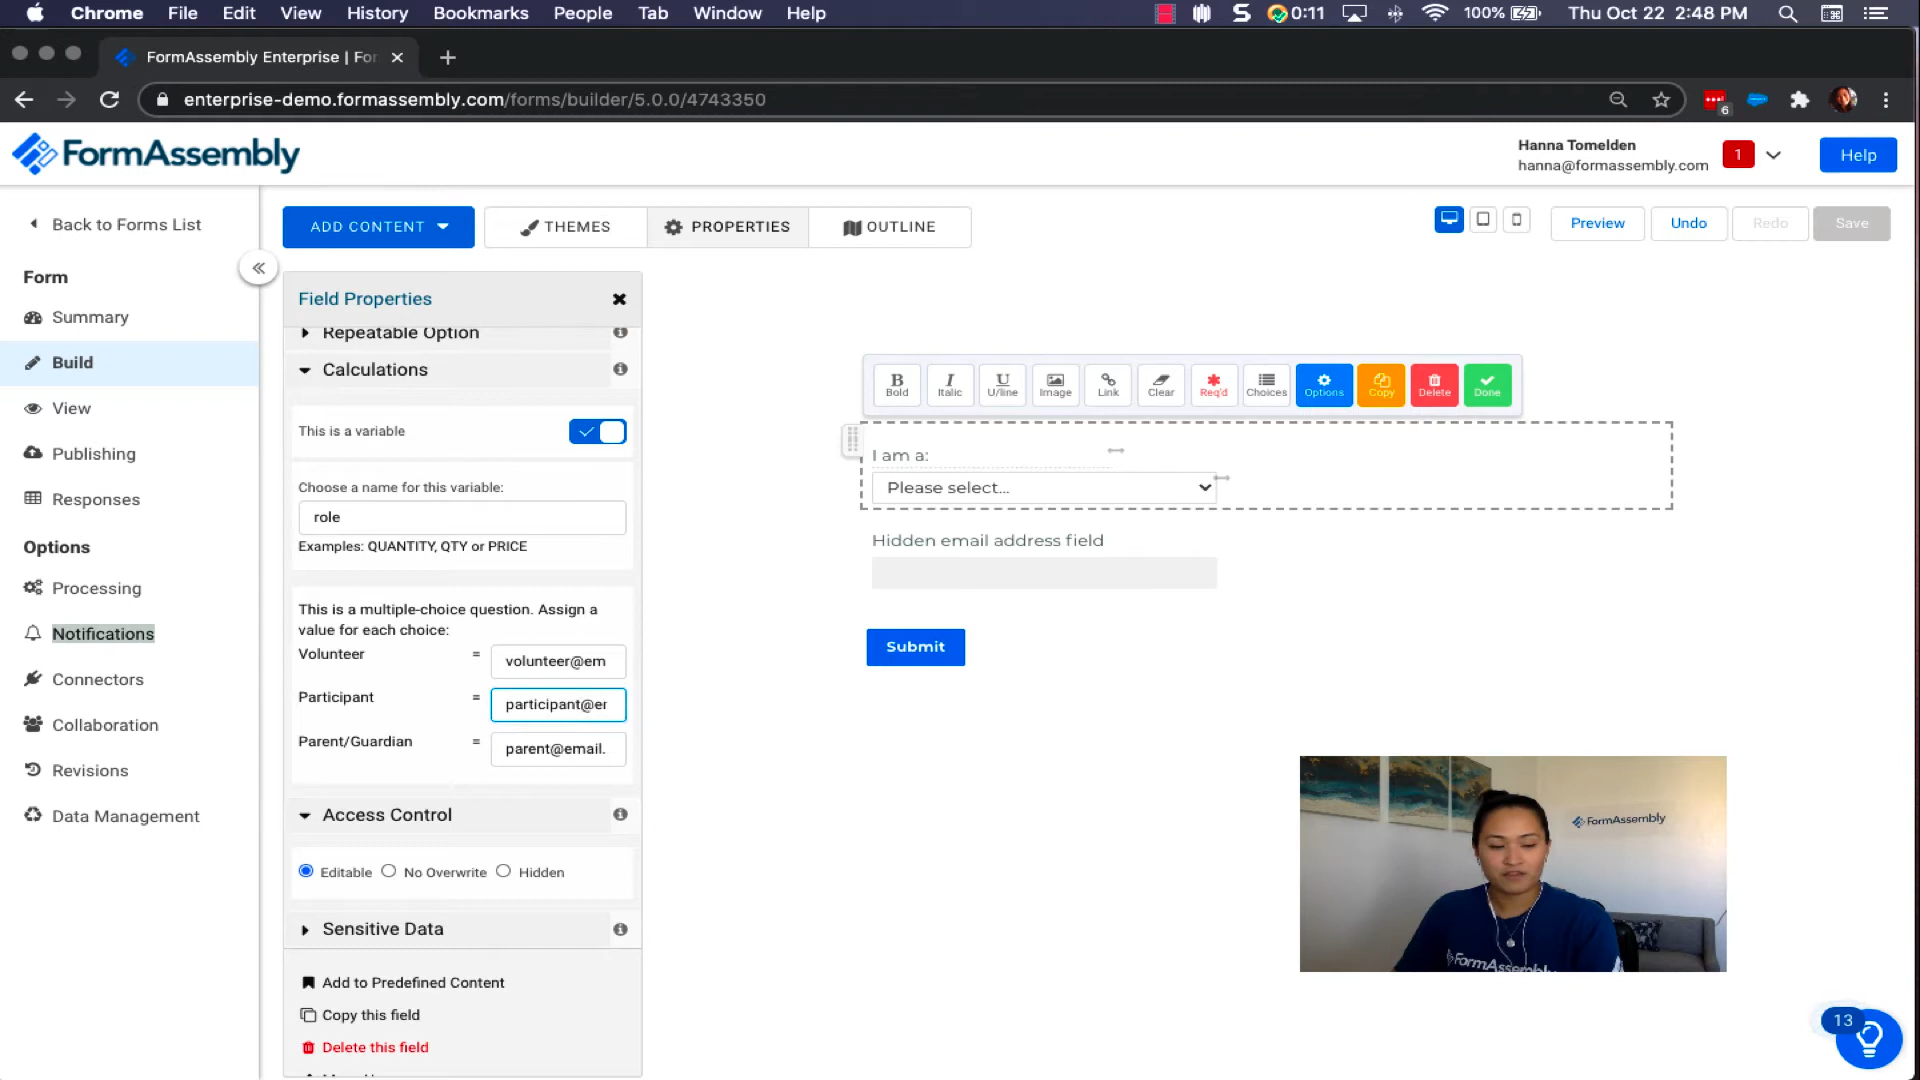 Chrome File Edit View History Bookmarks People Tab Window Help 0:11 100% Thu Oct 22 2:48 PM
FormAssembly Enterprise | For
enterprise-demo.formassembly.com/forms/builder/5.0.0/4743350
6
FormAssembly
Hanna Tomelden
hanna@formassembly.com
1
Help
Back to Forms List
Form
Summary
Build
View
Publishing
Responses
Options
Processing
Notifications
Connectors
Collaboration
Revisions
Data Management
ADD CONTENT
THEMES
PROPERTIES
OUTLINE
Preview
Undo
Redo
Save
Field Properties
Repeatable Option
Calculations
This is a variable
Choose a name for this variable:
role
Examples: QUANTITY, QTY or PRICE
This is a multiple-choice question. Assign a
value for each choice:
Volunteer = volunteer@em
Participant = participant@er
Parent/Guardian = parent@email.
Access Control
Editable No Overwrite Hidden
Sensitive Data
Add to Predefined Content
Copy this field
Delete this field
B Bold
I Italic
U U/line
Image
Link
Clear
Req'd
Choices
Options
Copy
Delete
Done
I am a:
Please select...
Hidden email address field
Submit
FormAssembly
FormAssembly
13